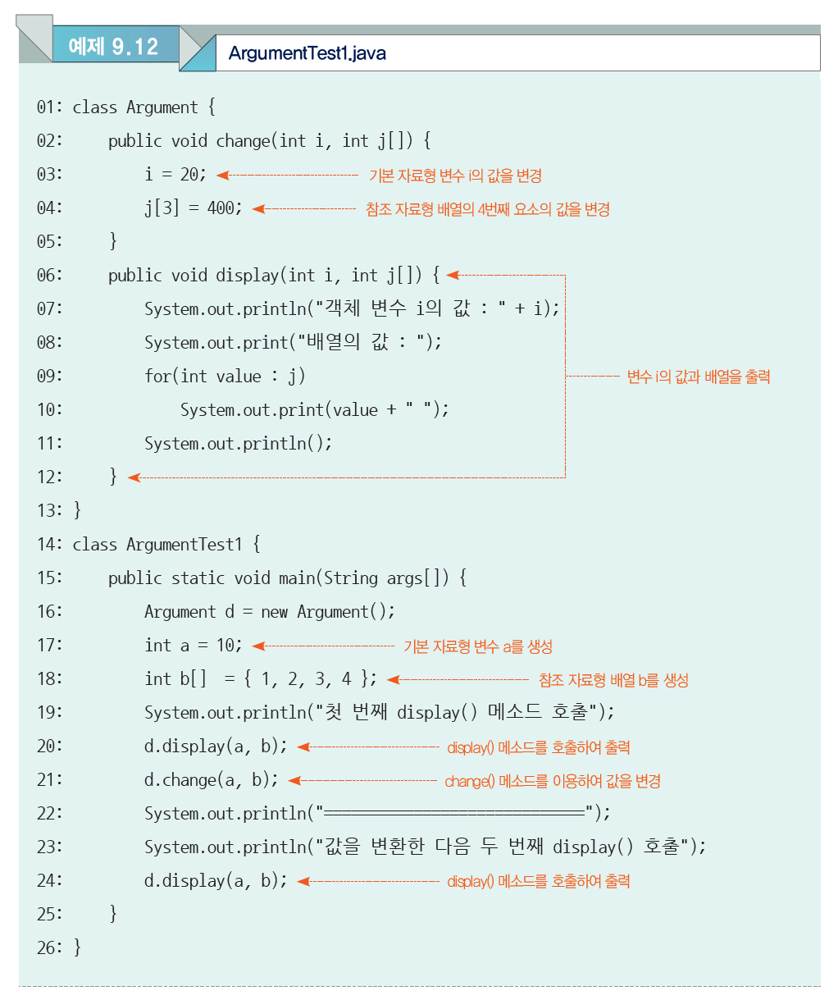 예제 9.12
ArgumentTest1.java
01: class Argument {
02:     public void change(int i, int j[]) {
03:         i = 20; 기본 자료형 변수 i의 값을 변경
04:         j[3] = 400; 참조 자료형 배열의 4번째 요소의 값을 변경
05:     }
06:     public void display(int i, int j[]) {
07:         System.out.println("객체 변수 i의 값 : " + i);
08:         System.out.print("배열의 값 : ");
09:         for(int value : j) 변수 i의 값과 배열을 출력
10:             System.out.print(value + " ");
11:         System.out.println();
12:     }
13: }
14: class ArgumentTest1 {
15:     public static void main(String args[]) {
16:         Argument d = new Argument();
17:         int a = 10; 기본 자료형 변수 a를 생성
18:         int b[]  = { 1, 2, 3, 4 }; 참조 자료형 배열 b를 생성
19:         System.out.println("첫 번째 display() 메소드 호출");
20:         d.display(a, b); display() 메소드를 호출하여 출력
21:         d.change(a, b); change() 메소드를 이용하여 값을 변경
22:         System.out.println("=============================");
23:         System.out.println("값을 변환한 다음 두 번째 display() 호출");
24:         d.display(a, b); display() 메소드를 호출하여 출력
25:     }
26: }